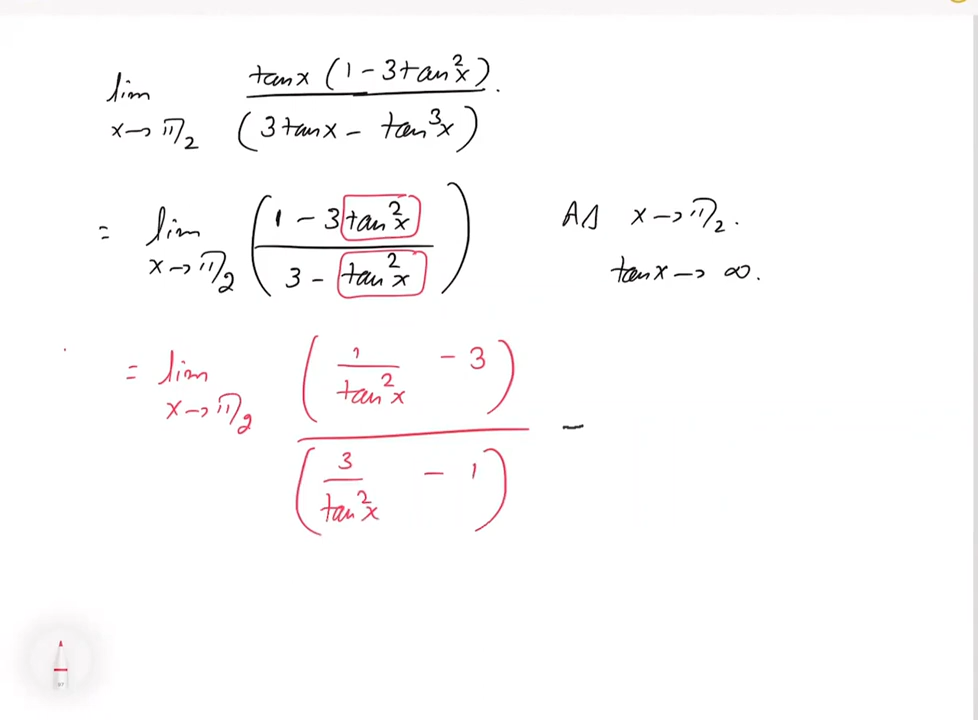 lim x→π/2 tanx (1 - 3tan²x) / (3tanx - tan³x).
= lim x→π/2 ((1 - 3tan²x) / (3 - tan²x)) As x→π/2.
tanx → ∞.
= lim x→π/2 (1/tan²x - 3) / (3/tan²x - 1) =